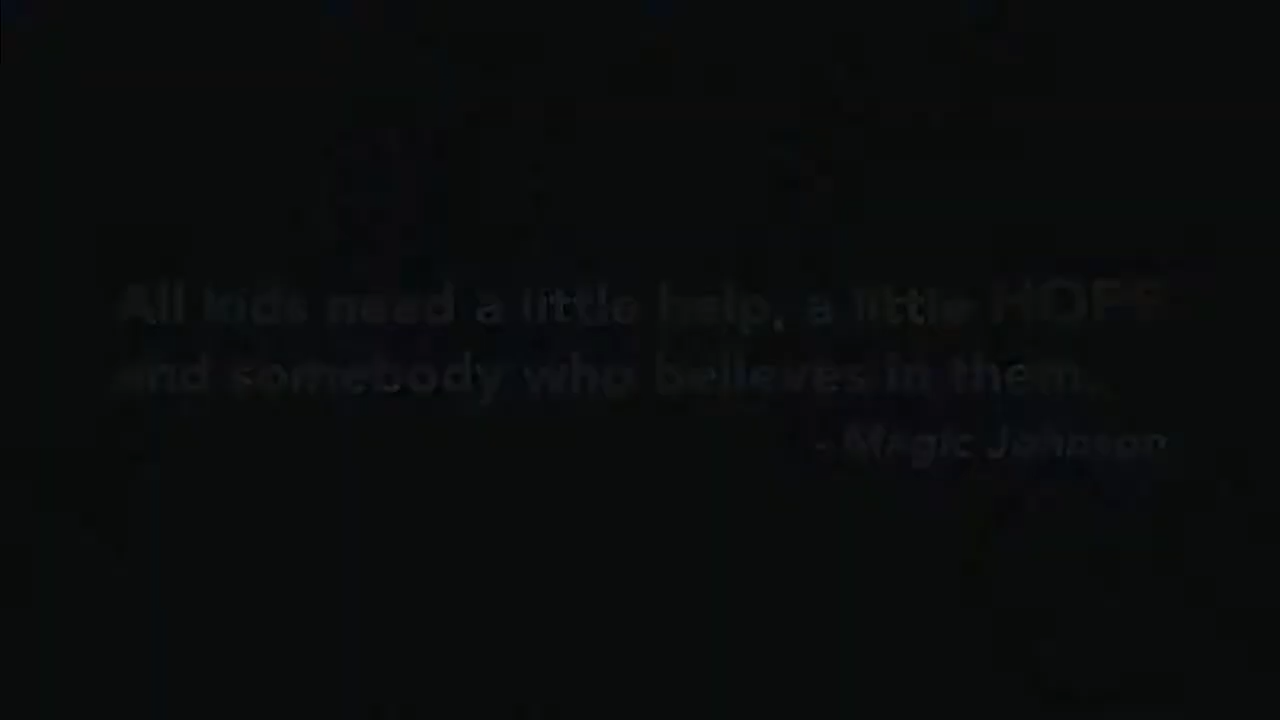 All kids need a little help, a little HOPE
and somebody who believes in them.
- Magic Johnson